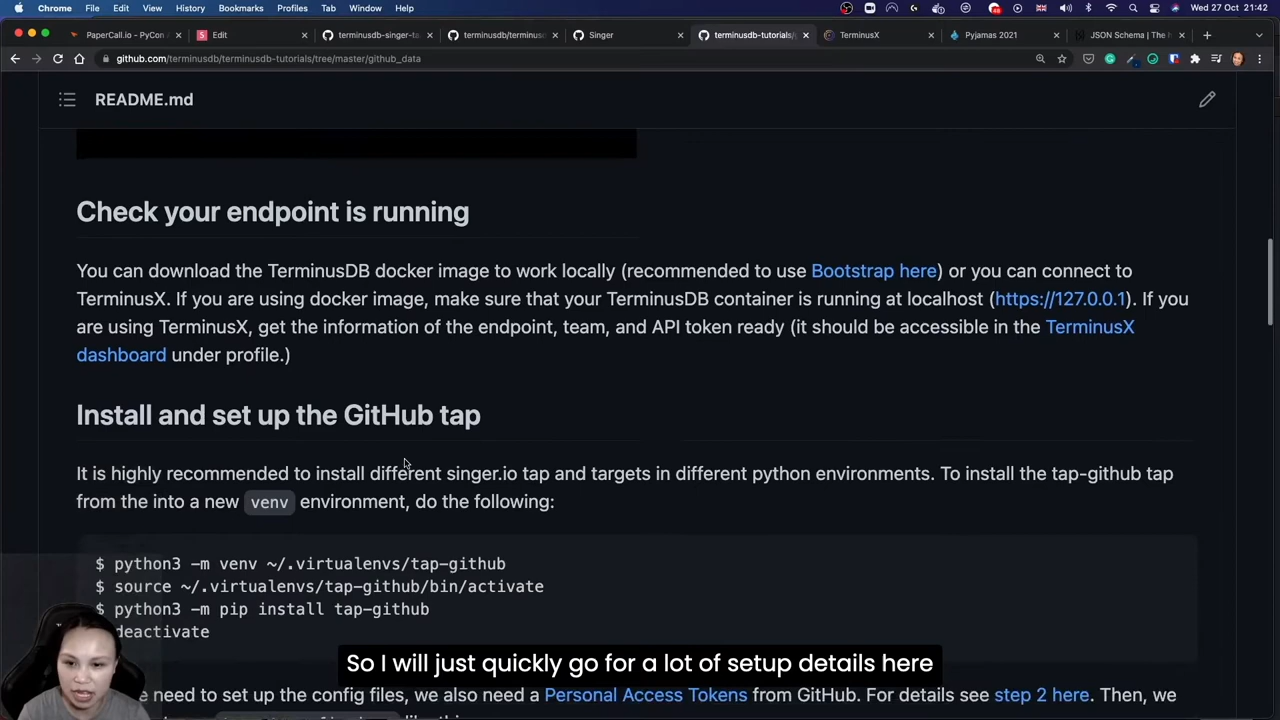 Chrome File Edit View History Bookmarks Profiles Tab Window Help Wed 27 Oct 21:42
PaperCall.io - PyCon
Edit
terminusdb-singer-ta
terminusdb/terminus
Singer
terminusdb-tutorials/
TerminusX
Pyjamas 2021
JSON Schema | The h
github.com/terminusdb/terminusdb-tutorials/tree/master/github_data
README.md
Check your endpoint is running
You can download the TerminusDB docker image to work locally (recommended to use Bootstrap here) or you can connect to
TerminusX. If you are using docker image, make sure that your TerminusDB container is running at localhost (https://127.0.0.1). If you
are using TerminusX, get the information of the endpoint, team, and API token ready (it should be accessible in the TerminusX
dashboard under profile.)
Install and set up the GitHub tap
It is highly recommended to install different singer.io tap and targets in different python environments. To install the tap-github tap
from the into a new venv environment, do the following:
$ python3 -m venv ~/.virtualenvs/tap-github
$ source ~/.virtualenvs/tap-github/bin/activate
$ python3 -m pip install tap-github
deactivate
So I will just quickly go for a lot of setup details here
need to set up the config files, we also need a Personal Access Tokens from GitHub. For details see step 2 here. Then, we